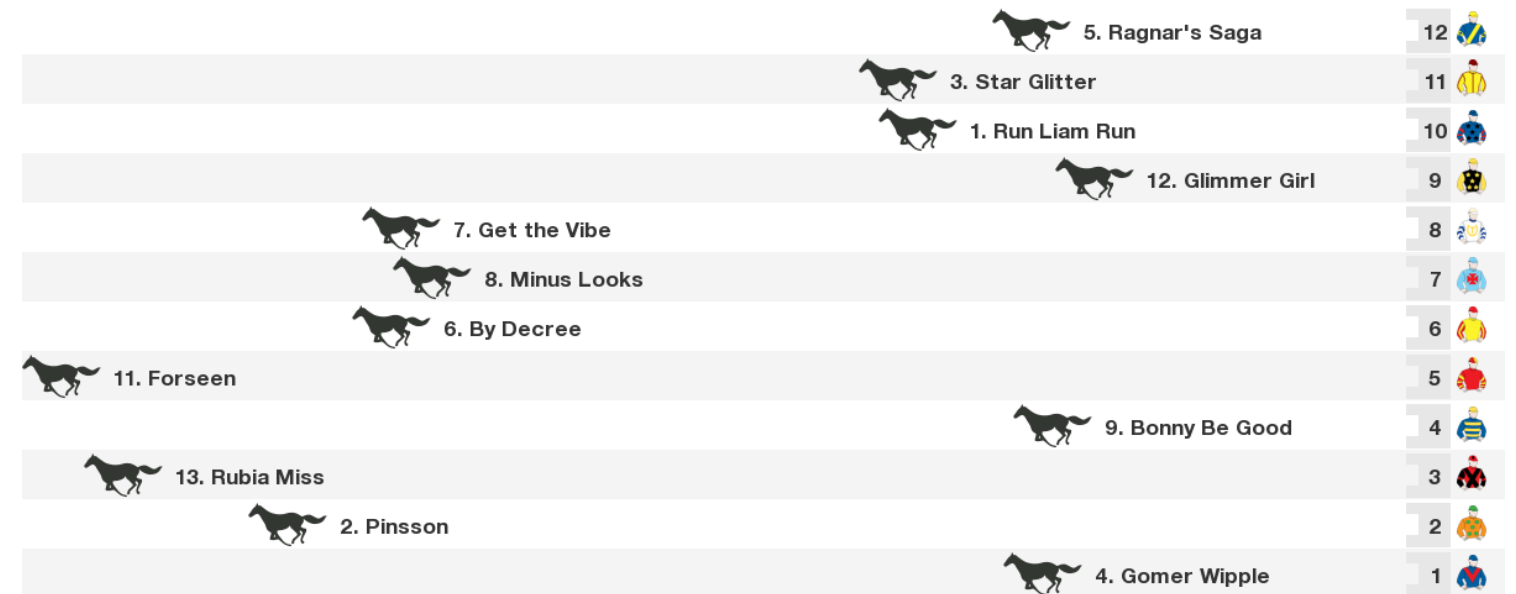 5. Ragnar's Saga 12
3. Star Glitter 11
1. Run Liam Run 10
12. Glimmer Girl 9
7. Get the Vibe 8
8. Minus Looks 7
6. By Decree 6
11. Forseen 5
9. Bonny Be Good 4
13. Rubia Miss 3
2. Pinsson 2
4. Gomer Wipple 1